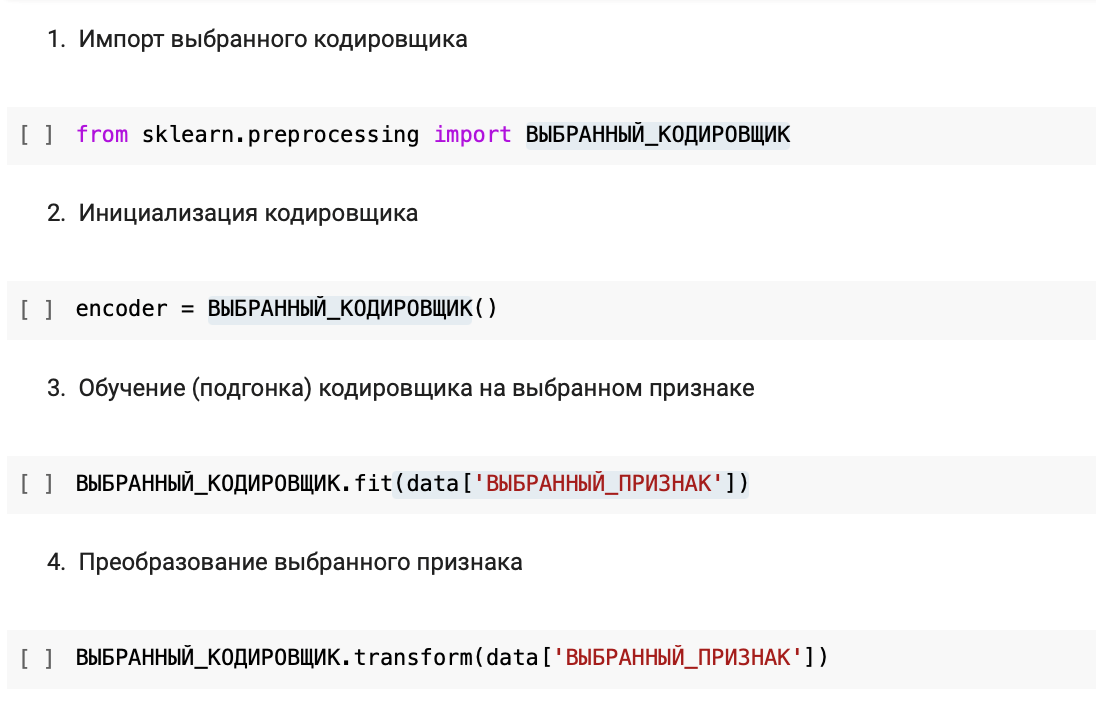 1. Импорт выбранного кодировщика
[ ] from sklearn.preprocessing import ВЫБРАННЫЙ_КОДИРОВЩИК
2. Инициализация кодировщика
[ ] encoder = ВЫБРАННЫЙ_КОДИРОВЩИК()
3. Обучение (подгонка) кодировщика на выбранном признаке
[ ] ВЫБРАННЫЙ_КОДИРОВЩИК.fit(data['ВЫБРАННЫЙ_ПРИЗНАК'])
4. Преобразование выбранного признака
[ ] ВЫБРАННЫЙ_КОДИРОВЩИК.transform(data['ВЫБРАННЫЙ_ПРИЗНАК'])